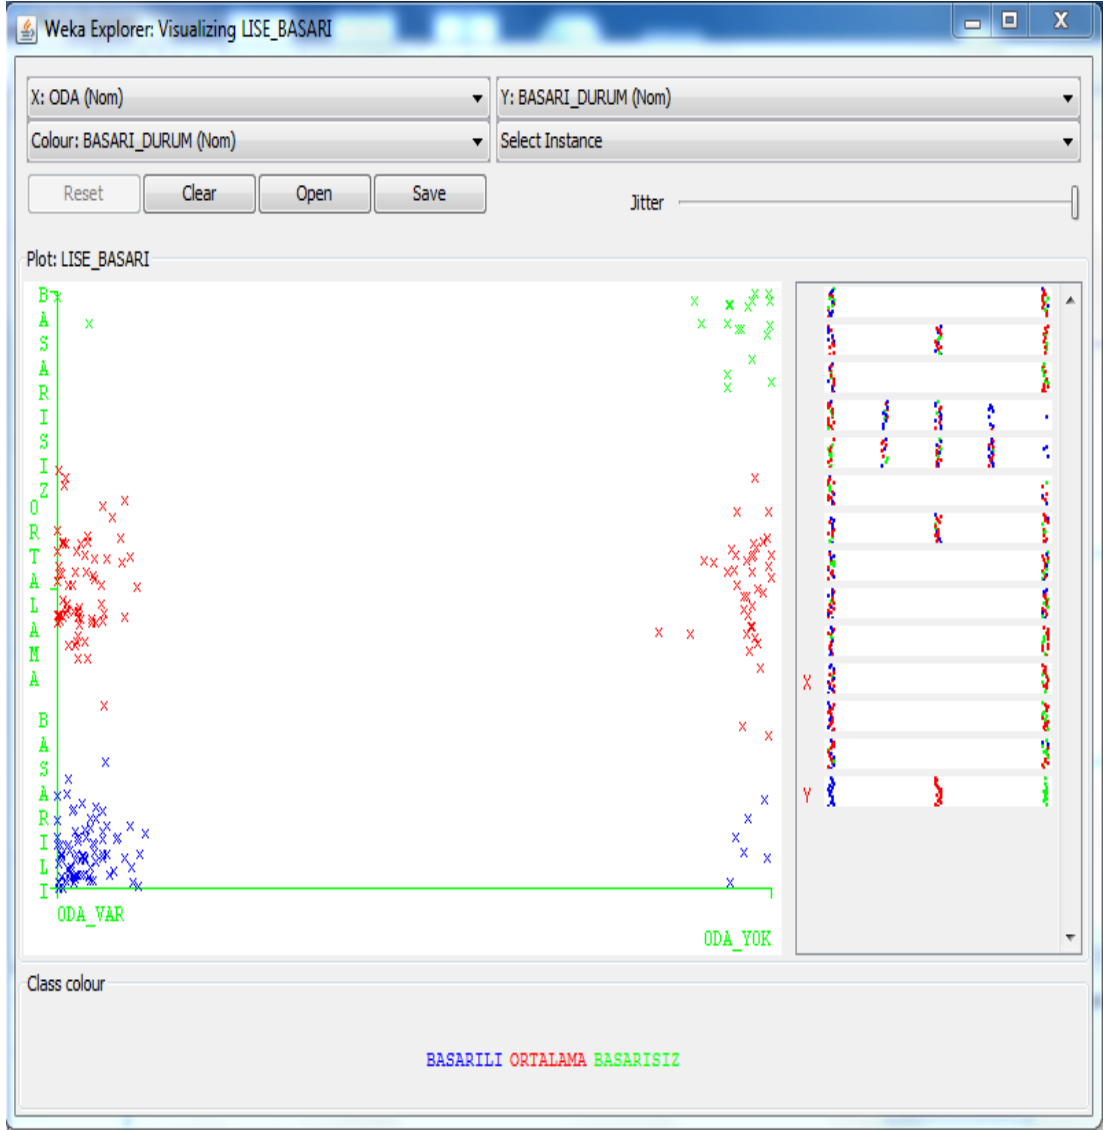 Weka Explorer: Visualizing LISE_BASARI
X: ODA (Nom)
Y: BASARI_DURUM (Nom)
Colour: BASARI_DURUM (Nom)
Select Instance
Reset
Clear
Open
Save
Jitter
Plot: LISE_BASARI
BASARISIZ
ORTALAMA
BASARILI
ODA_VAR
ODA_YOK
X
Y
Class colour
BASARILI ORTALAMA BASARISIZ